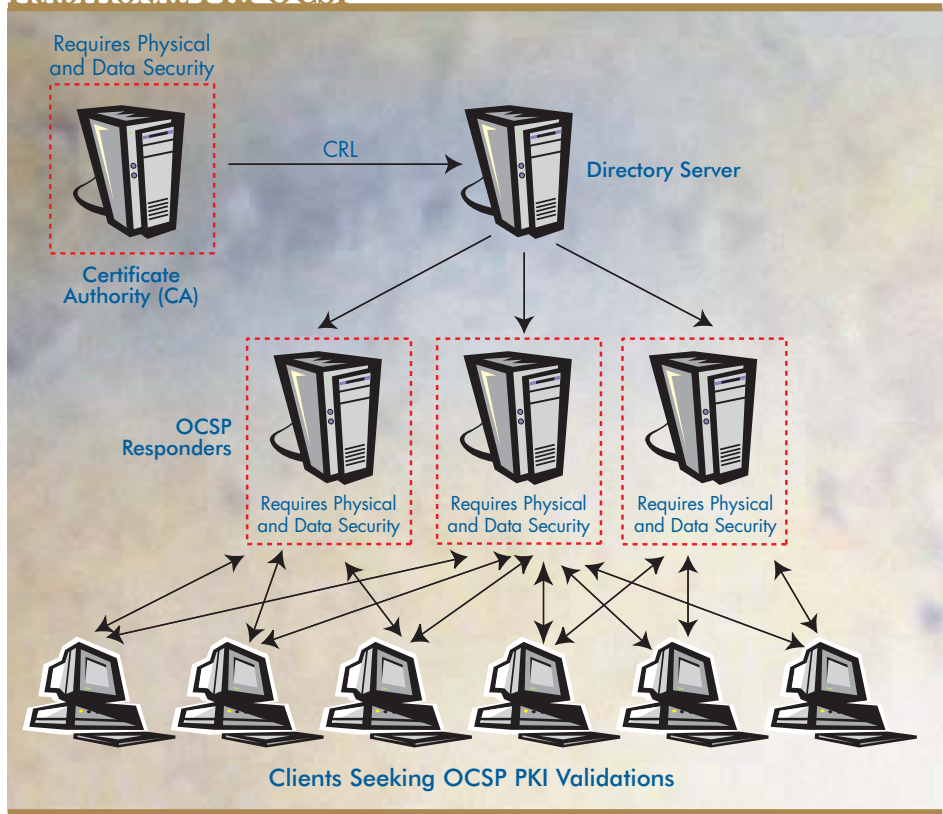 Requires Physical
and Data Security
CRL
Directory Server
Certificate
Authority (CA)
OCSP
Responders
Requires Physical
and Data Security
Requires Physical
and Data Security
Requires Physical
and Data Security
Clients Seeking OCSP PKI Validations